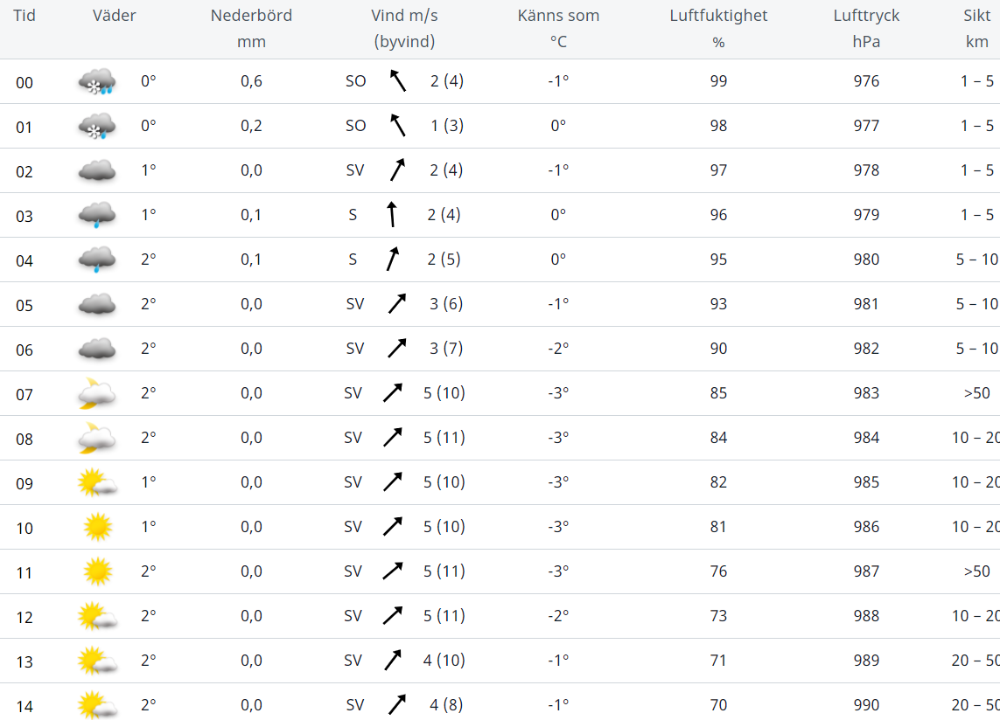 Tid Väder Nederbörd Vind m/s Känns som Luftfuktighet Lufttryck Sikt
mm (byvind) °C % hPa km
00 0° 0,6 SO 2 (4) -1° 99 976 1 – 5
01 0° 0,2 SO 1 (3) 0° 98 977 1 – 5
02 1° 0,0 SV 2 (4) -1° 97 978 1 – 5
03 1° 0,1 S 2 (4) 0° 96 979 1 – 5
04 2° 0,1 S 2 (5) 0° 95 980 5 – 10
05 2° 0,0 SV 3 (6) -1° 93 981 5 – 10
06 2° 0,0 SV 3 (7) -2° 90 982 5 – 10
07 2° 0,0 SV 5 (10) -3° 85 983 >50
08 2° 0,0 SV 5 (11) -3° 84 984 10 – 20
09 1° 0,0 SV 5 (10) -3° 82 985 10 – 20
10 1° 0,0 SV 5 (10) -3° 81 986 10 – 20
11 2° 0,0 SV 5 (11) -3° 76 987 >50
12 2° 0,0 SV 5 (11) -2° 73 988 10 – 20
13 2° 0,0 SV 4 (10) -1° 71 989 20 – 50
14 2° 0,0 SV 4 (8) -1° 70 990 20 – 50